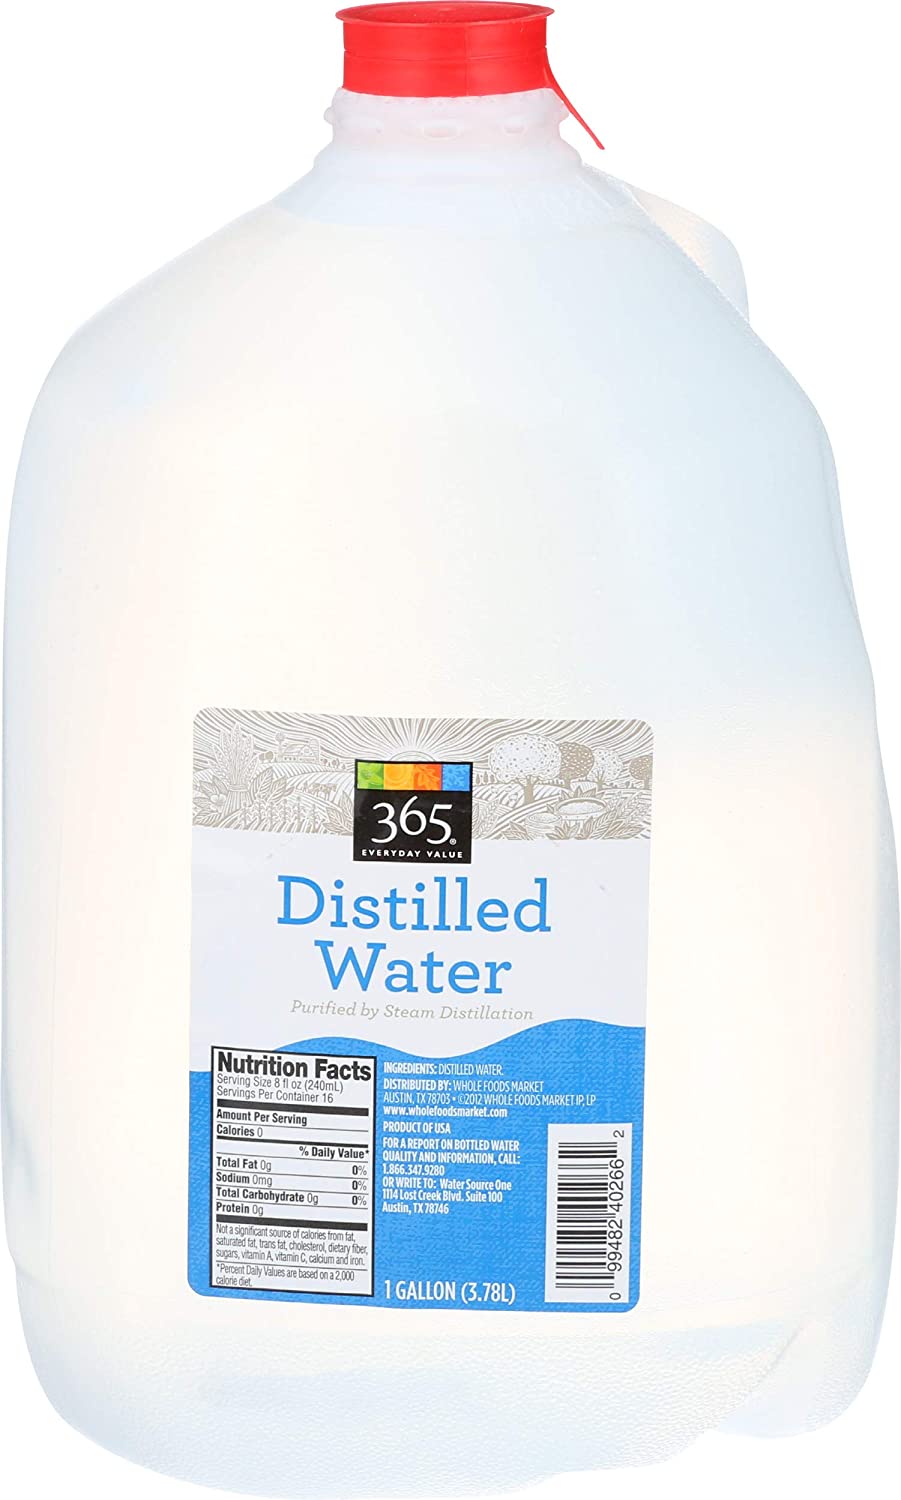 365®
EVERYDAY VALUE
Distilled
Water
Purified by Steam Distillation
Nutrition Facts
Serving Size 8 fl oz (240mL)
Servings Per Container 16
Amount Per Serving
Calories 0
% Daily Value*
Total Fat 0g 0%
Sodium 0mg 0%
Total Carbohydrate 0g 0%
Protein 0g
Not a significant source of calories from fat,
saturated fat, trans fat, cholesterol, dietary fiber,
sugars, vitamin A, vitamin C, calcium and iron.
*Percent Daily Values are based on a 2,000
calorie diet.
INGREDIENTS: DISTILLED WATER.
DISTRIBUTED BY: WHOLE FOODS MARKET
AUSTIN, TX 78703 • ©2012 WHOLE FOODS MARKET IP, LP
www.wholefoodsmarket.com
PRODUCT OF USA
FOR A REPORT ON BOTTLED WATER
QUALITY AND INFORMATION, CALL:
1.866.347.9280
OR WRITE TO: Water Source One
1114 Lost Creek Blvd. Suite 100
Austin, TX 78746
1 GALLON (3.78L)
0 99482 40266 2